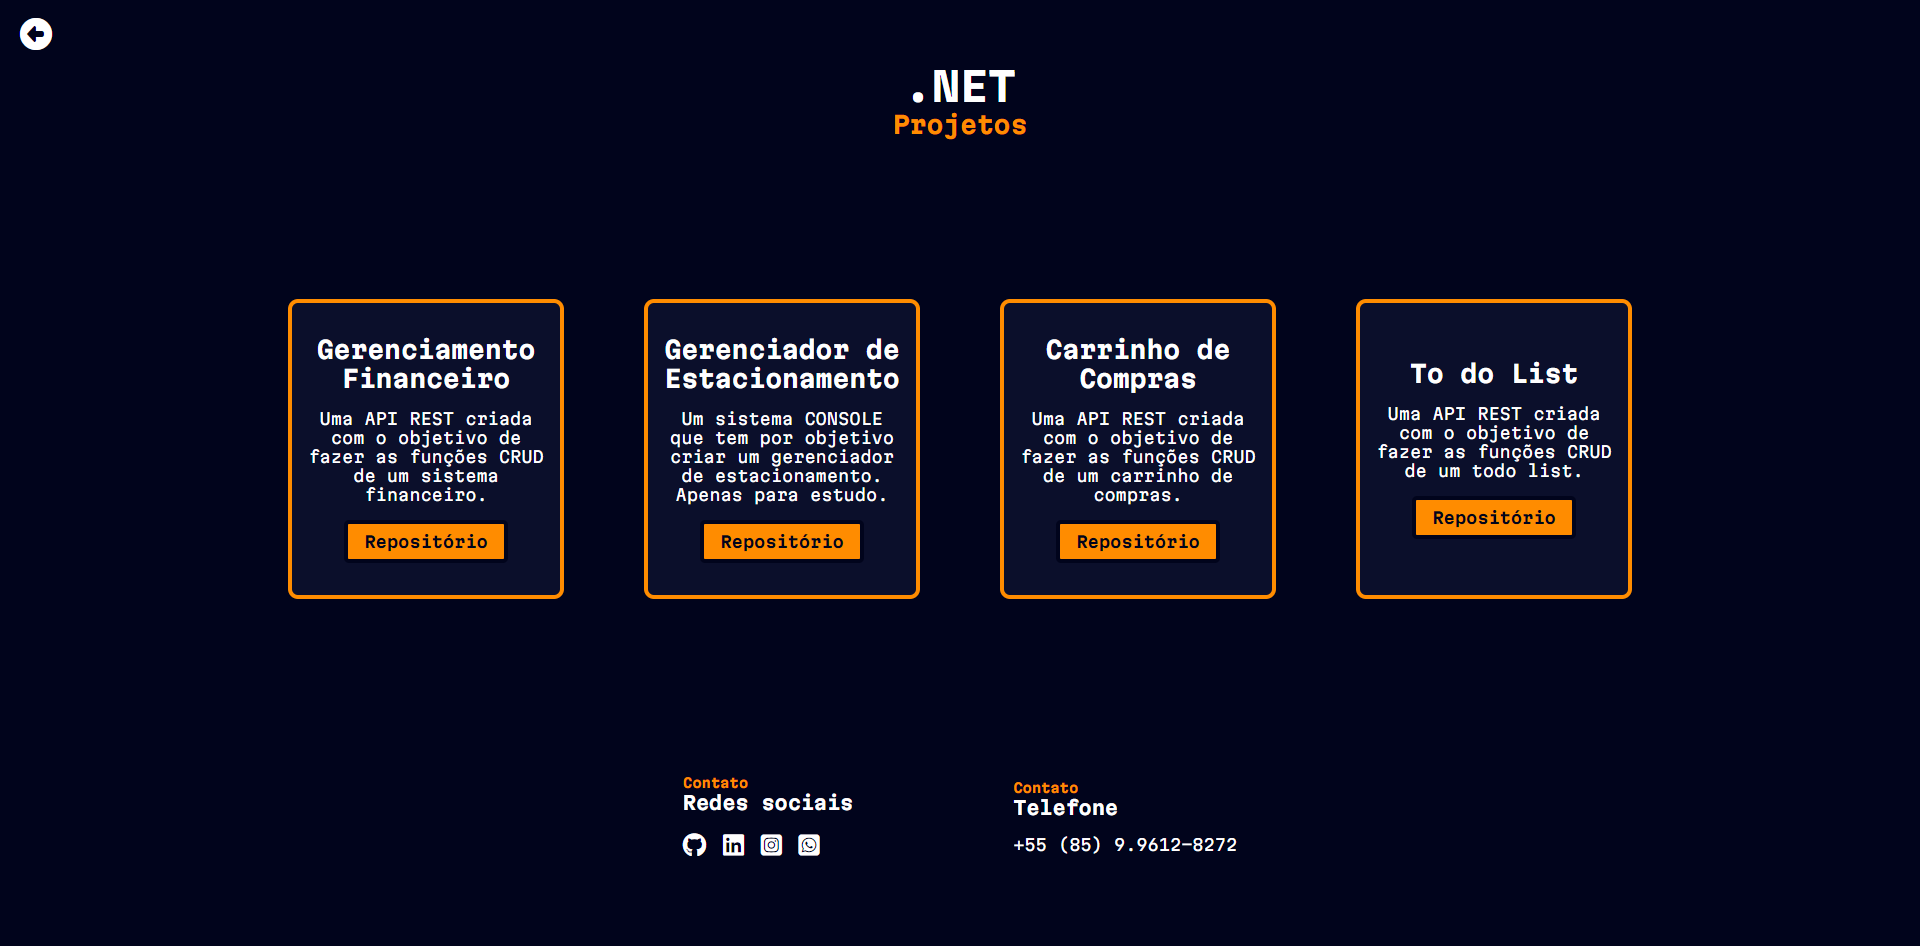 .NET
Projetos
Gerenciamento
Financeiro
Uma API REST criada
com o objetivo de
fazer as funções CRUD
de um sistema
financeiro.
Repositório
Gerenciador de
Estacionamento
Um sistema CONSOLE
que tem por objetivo
criar um gerenciador
de estacionamento.
Apenas para estudo.
Repositório
Carrinho de
Compras
Uma API REST criada
com o objetivo de
fazer as funções CRUD
de um carrinho de
compras.
Repositório
To do List
Uma API REST criada
com o objetivo de
fazer as funções CRUD
de um todo list.
Repositório
Contato
Redes sociais
in
Contato
Telefone
+55 (85) 9.9612-8272